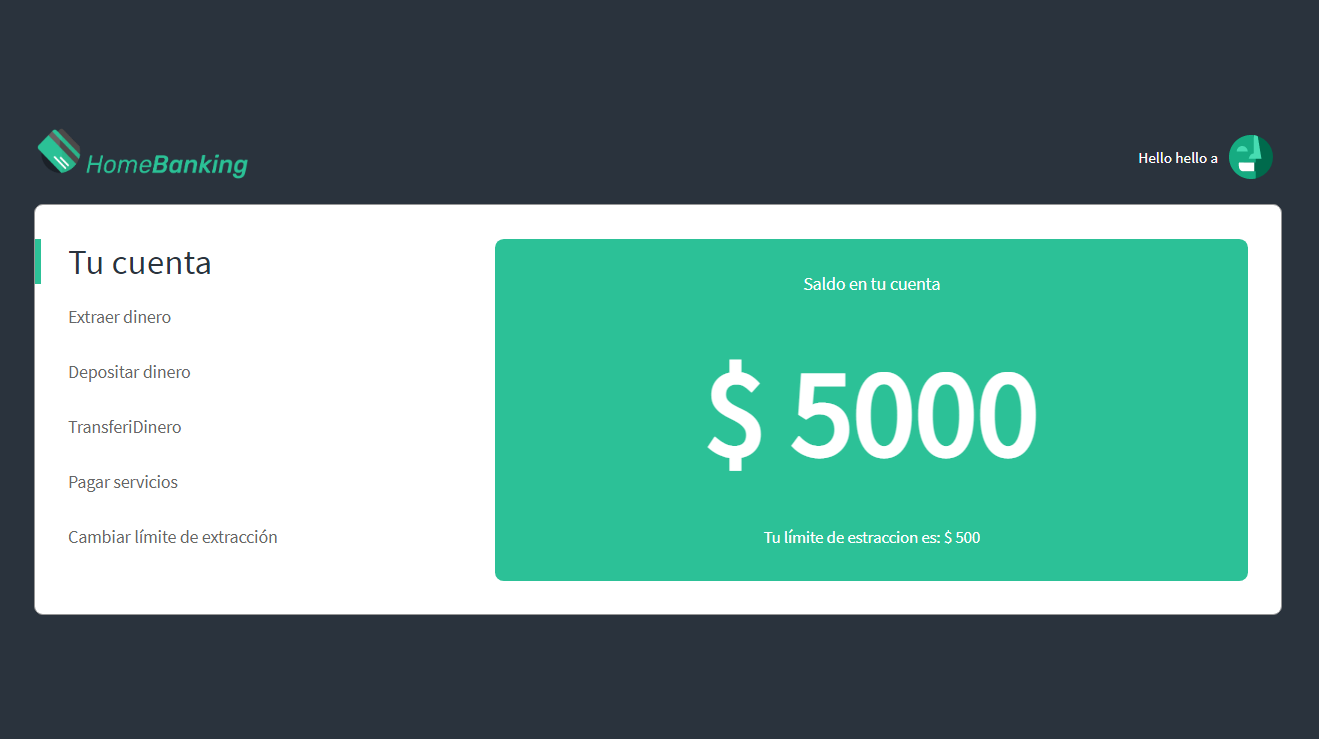 HomeBanking
Hello hello a
Tu cuenta
Extraer dinero
Depositar dinero
TransferiDinero
Pagar servicios
Cambiar límite de extracción
Saldo en tu cuenta
$ 5000
Tu límite de estraccion es: $ 500